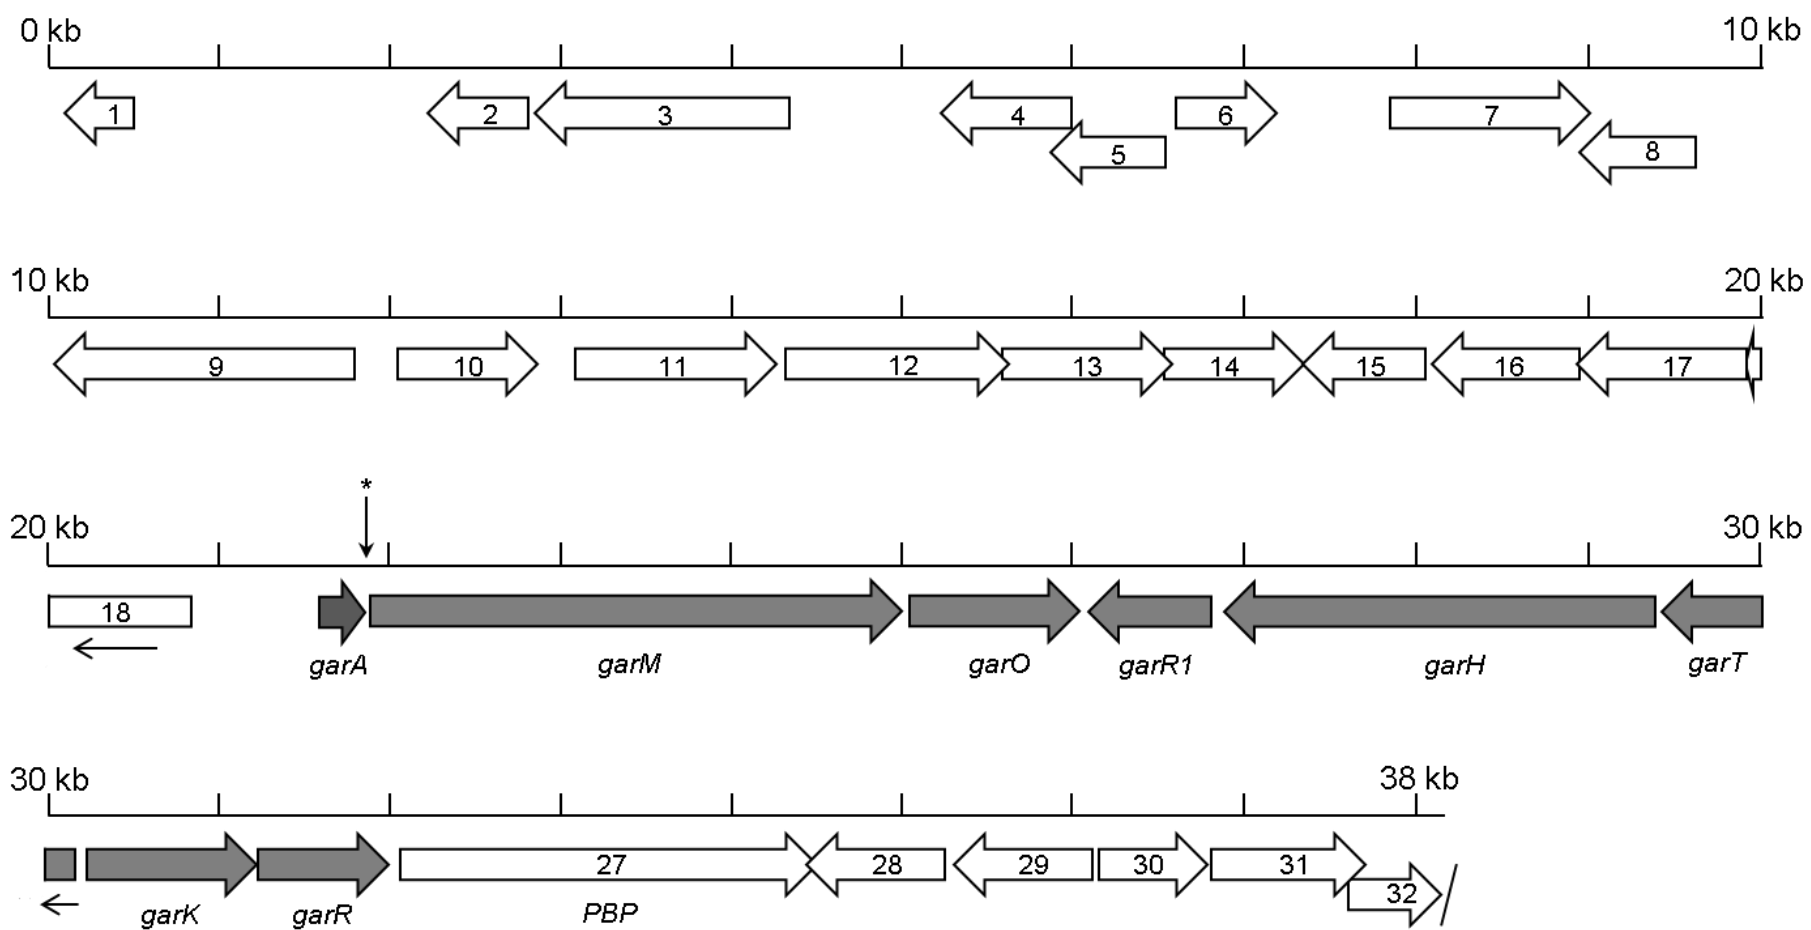 0 kb 10 kb
1 2 3 4 6 7
5 8
10 kb 20 kb
9 10 11 12 13 14 15 16 17
*
20 kb 30 kb
18
garA garM garO garR1 garH garT
30 kb 38 kb
27 28 29 30 31
32
garK garR PBP